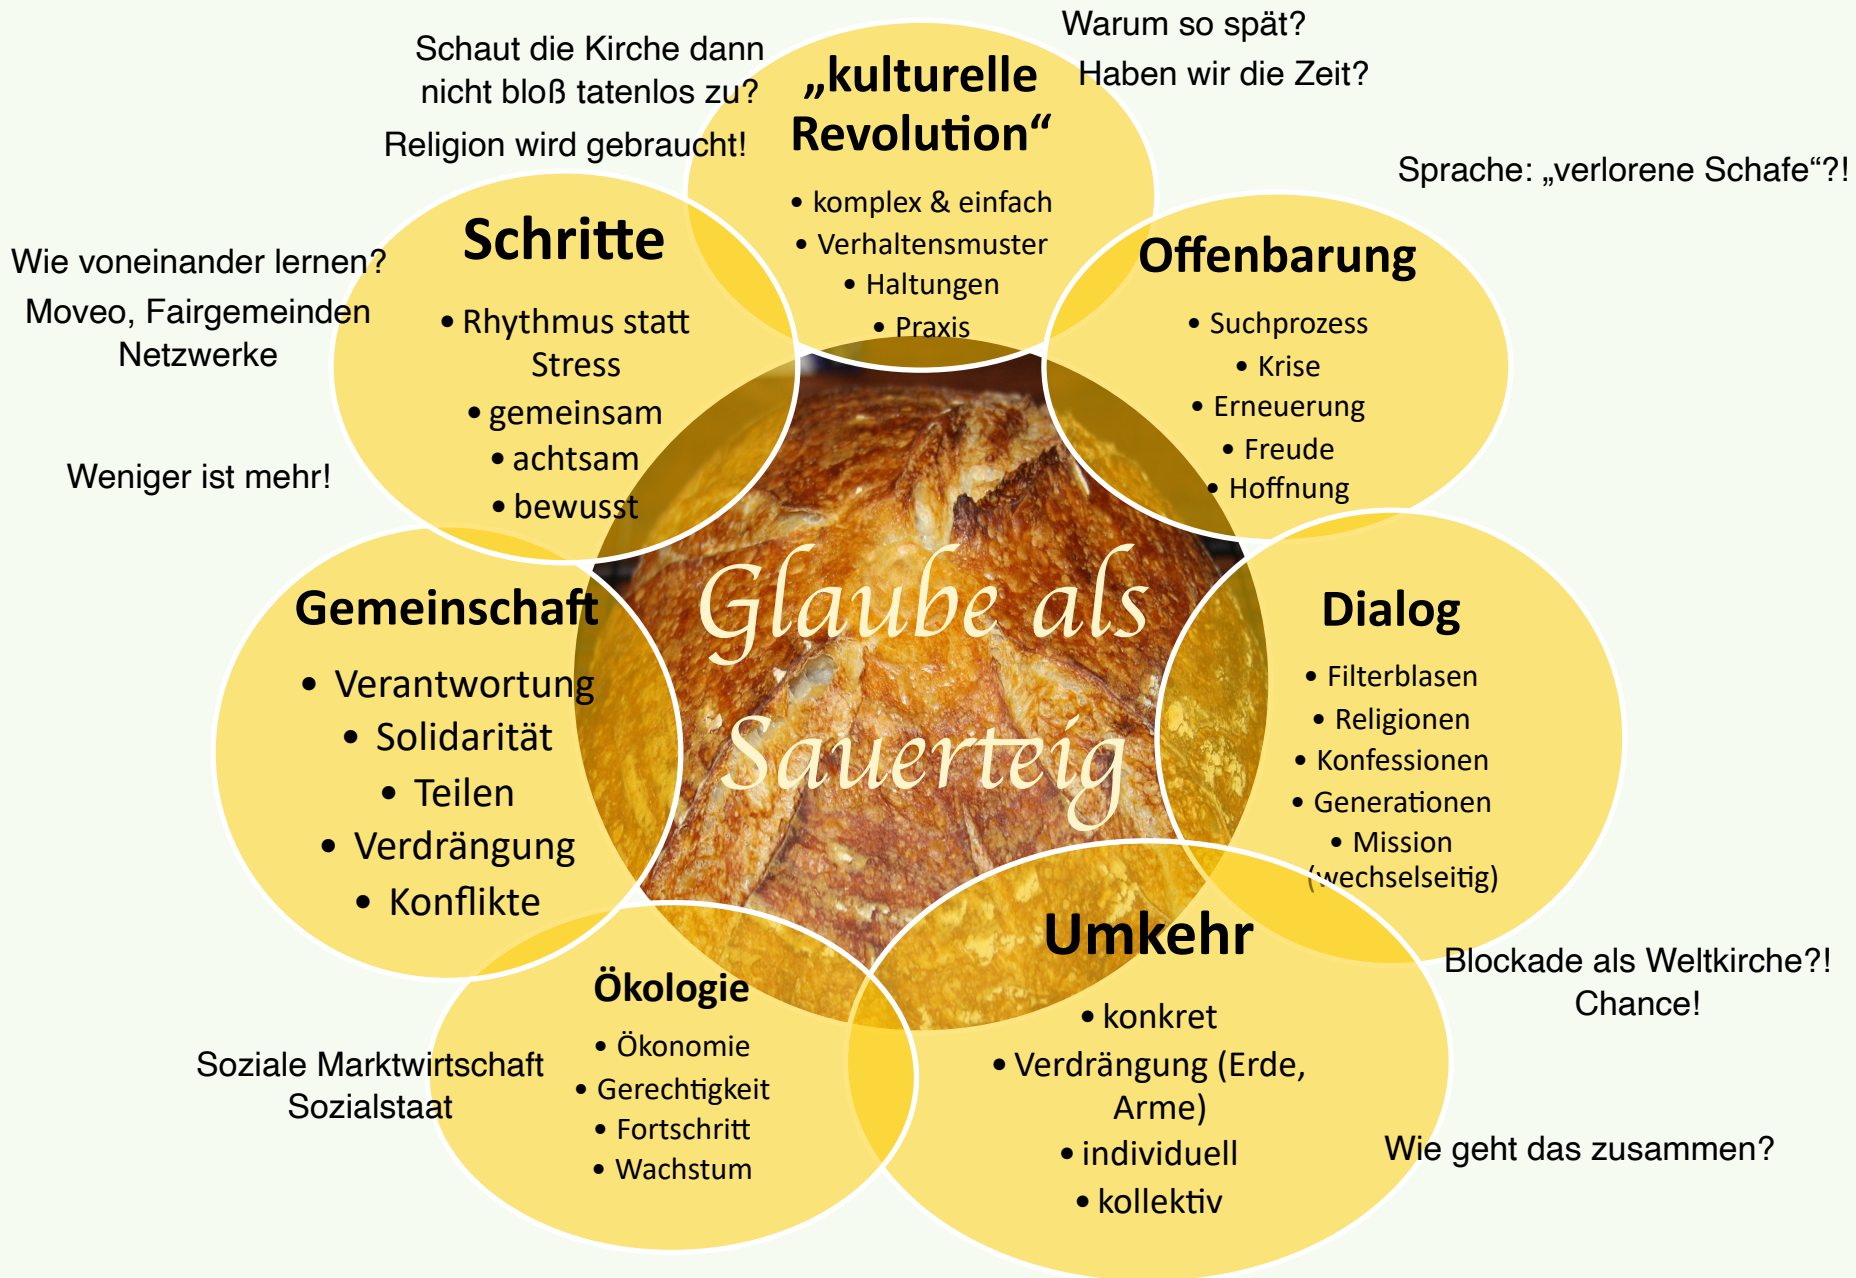 Schaut die Kirche dann
nicht bloß tatenlos zu?
Religion wird gebraucht!
„kulturelle
Revolution“
• komplex & einfach
• Verhaltensmuster
• Haltungen
• Praxis
Warum so spät?
Haben wir die Zeit?
Sprache: „verlorene Schafe“?!
Offenbarung
• Suchprozess
• Krise
• Erneuerung
• Freude
• Hoffnung
Dialog
• Filterblasen
• Religionen
• Konfessionen
• Generationen
• Mission
(wechselseitig)
Blockade als Weltkirche?!
Chance!
Umkehr
• konkret
• Verdrängung (Erde,
Arme)
• individuell
• kollektiv
Wie geht das zusammen?
Ökologie
• Ökonomie
• Gerechtigkeit
• Fortschritt
• Wachstum
Soziale Marktwirtschaft
Sozialstaat
Gemeinschaft
• Verantwortung
• Solidarität
• Teilen
• Verdrängung
• Konflikte
Schritte
• Rhythmus statt
Stress
• gemeinsam
• achtsam
• bewusst
Wie voneinander lernen?
Moveo, Fairgemeinden
Netzwerke
Weniger ist mehr!
Glaube als
Sauerteig